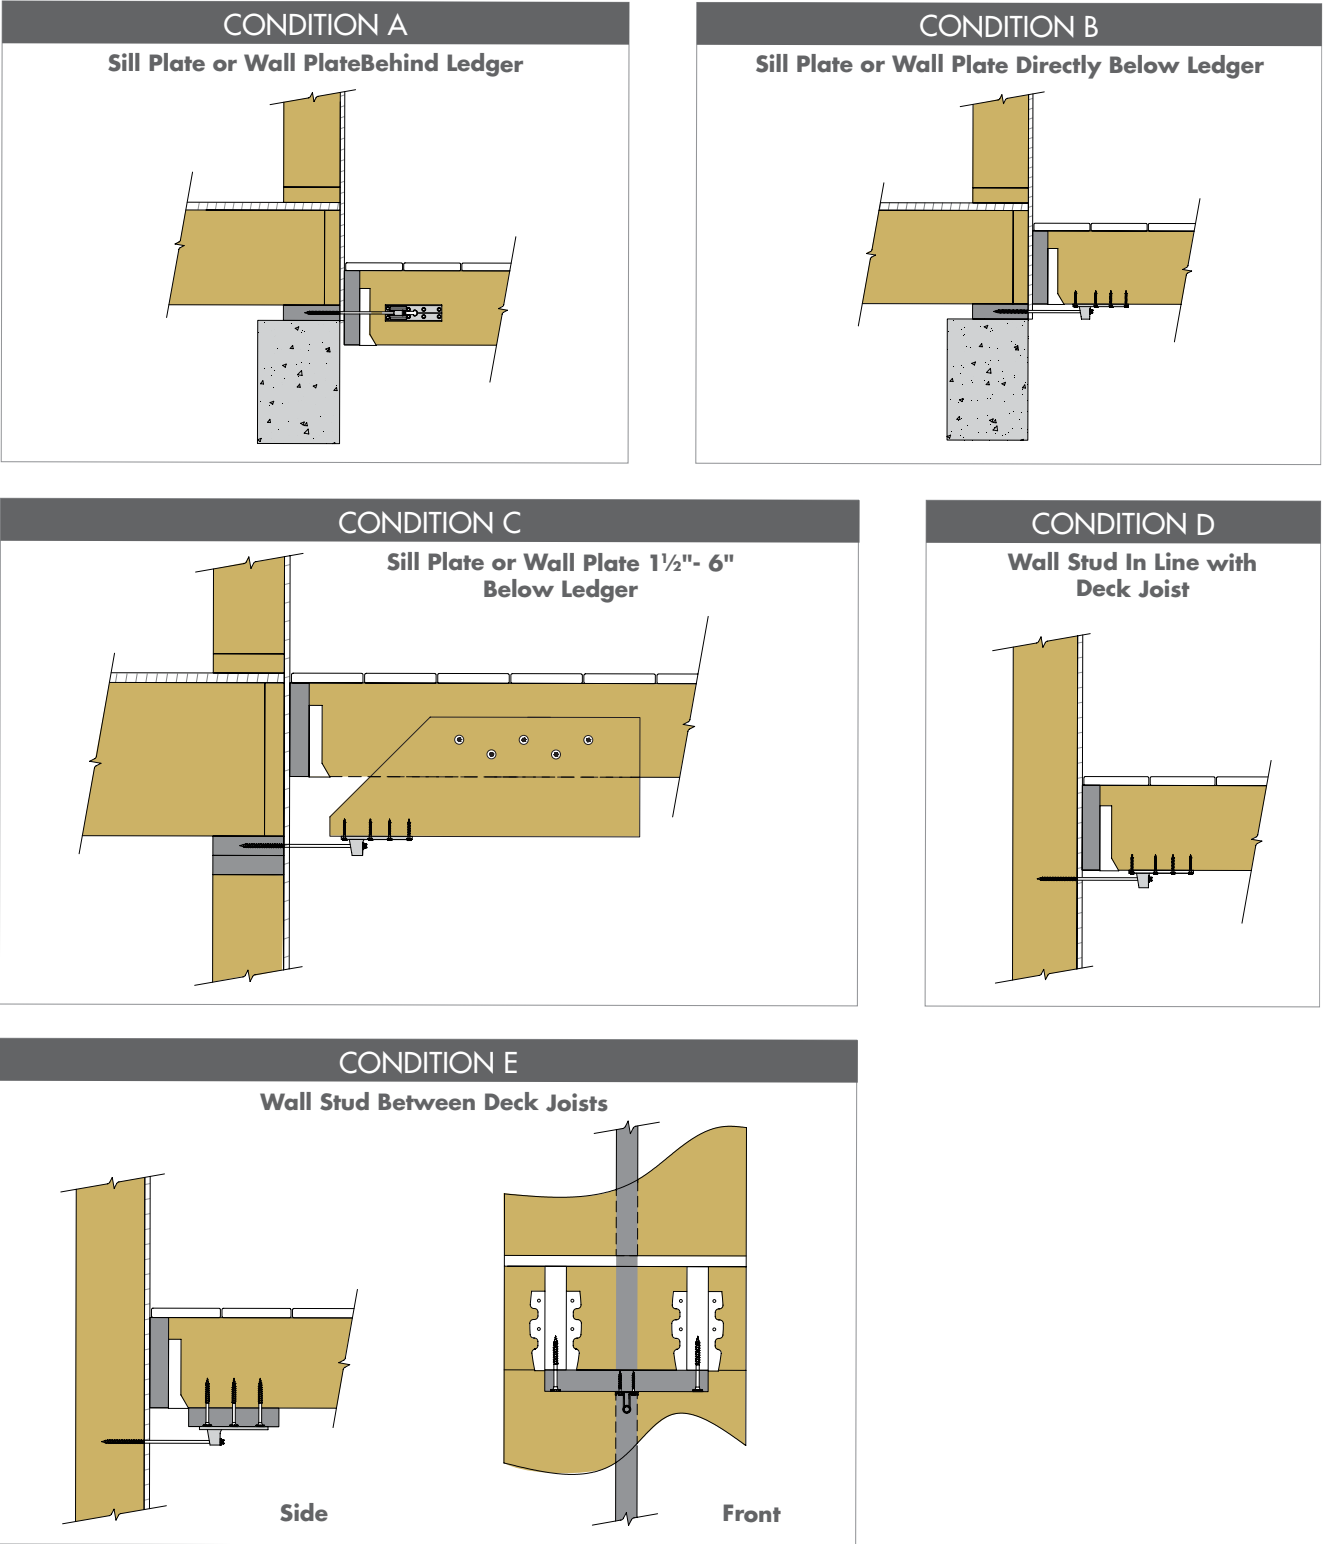 CONDITION A
Sill Plate or Wall PlateBehind Ledger
CONDITION B
Sill Plate or Wall Plate Directly Below Ledger
CONDITION C
Sill Plate or Wall Plate 1½"- 6"
Below Ledger
CONDITION D
Wall Stud In Line with
Deck Joist
CONDITION E
Wall Stud Between Deck Joists
Side
Front